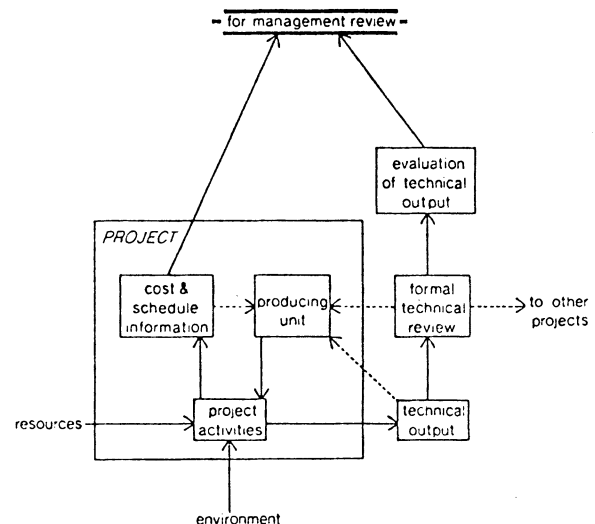 for management review
evaluation
of technical
output
PROJECT
cost &
schedule
information
producing
unit
formal
technical
review
to other
projects
resources
project
activities
technical
output
environment